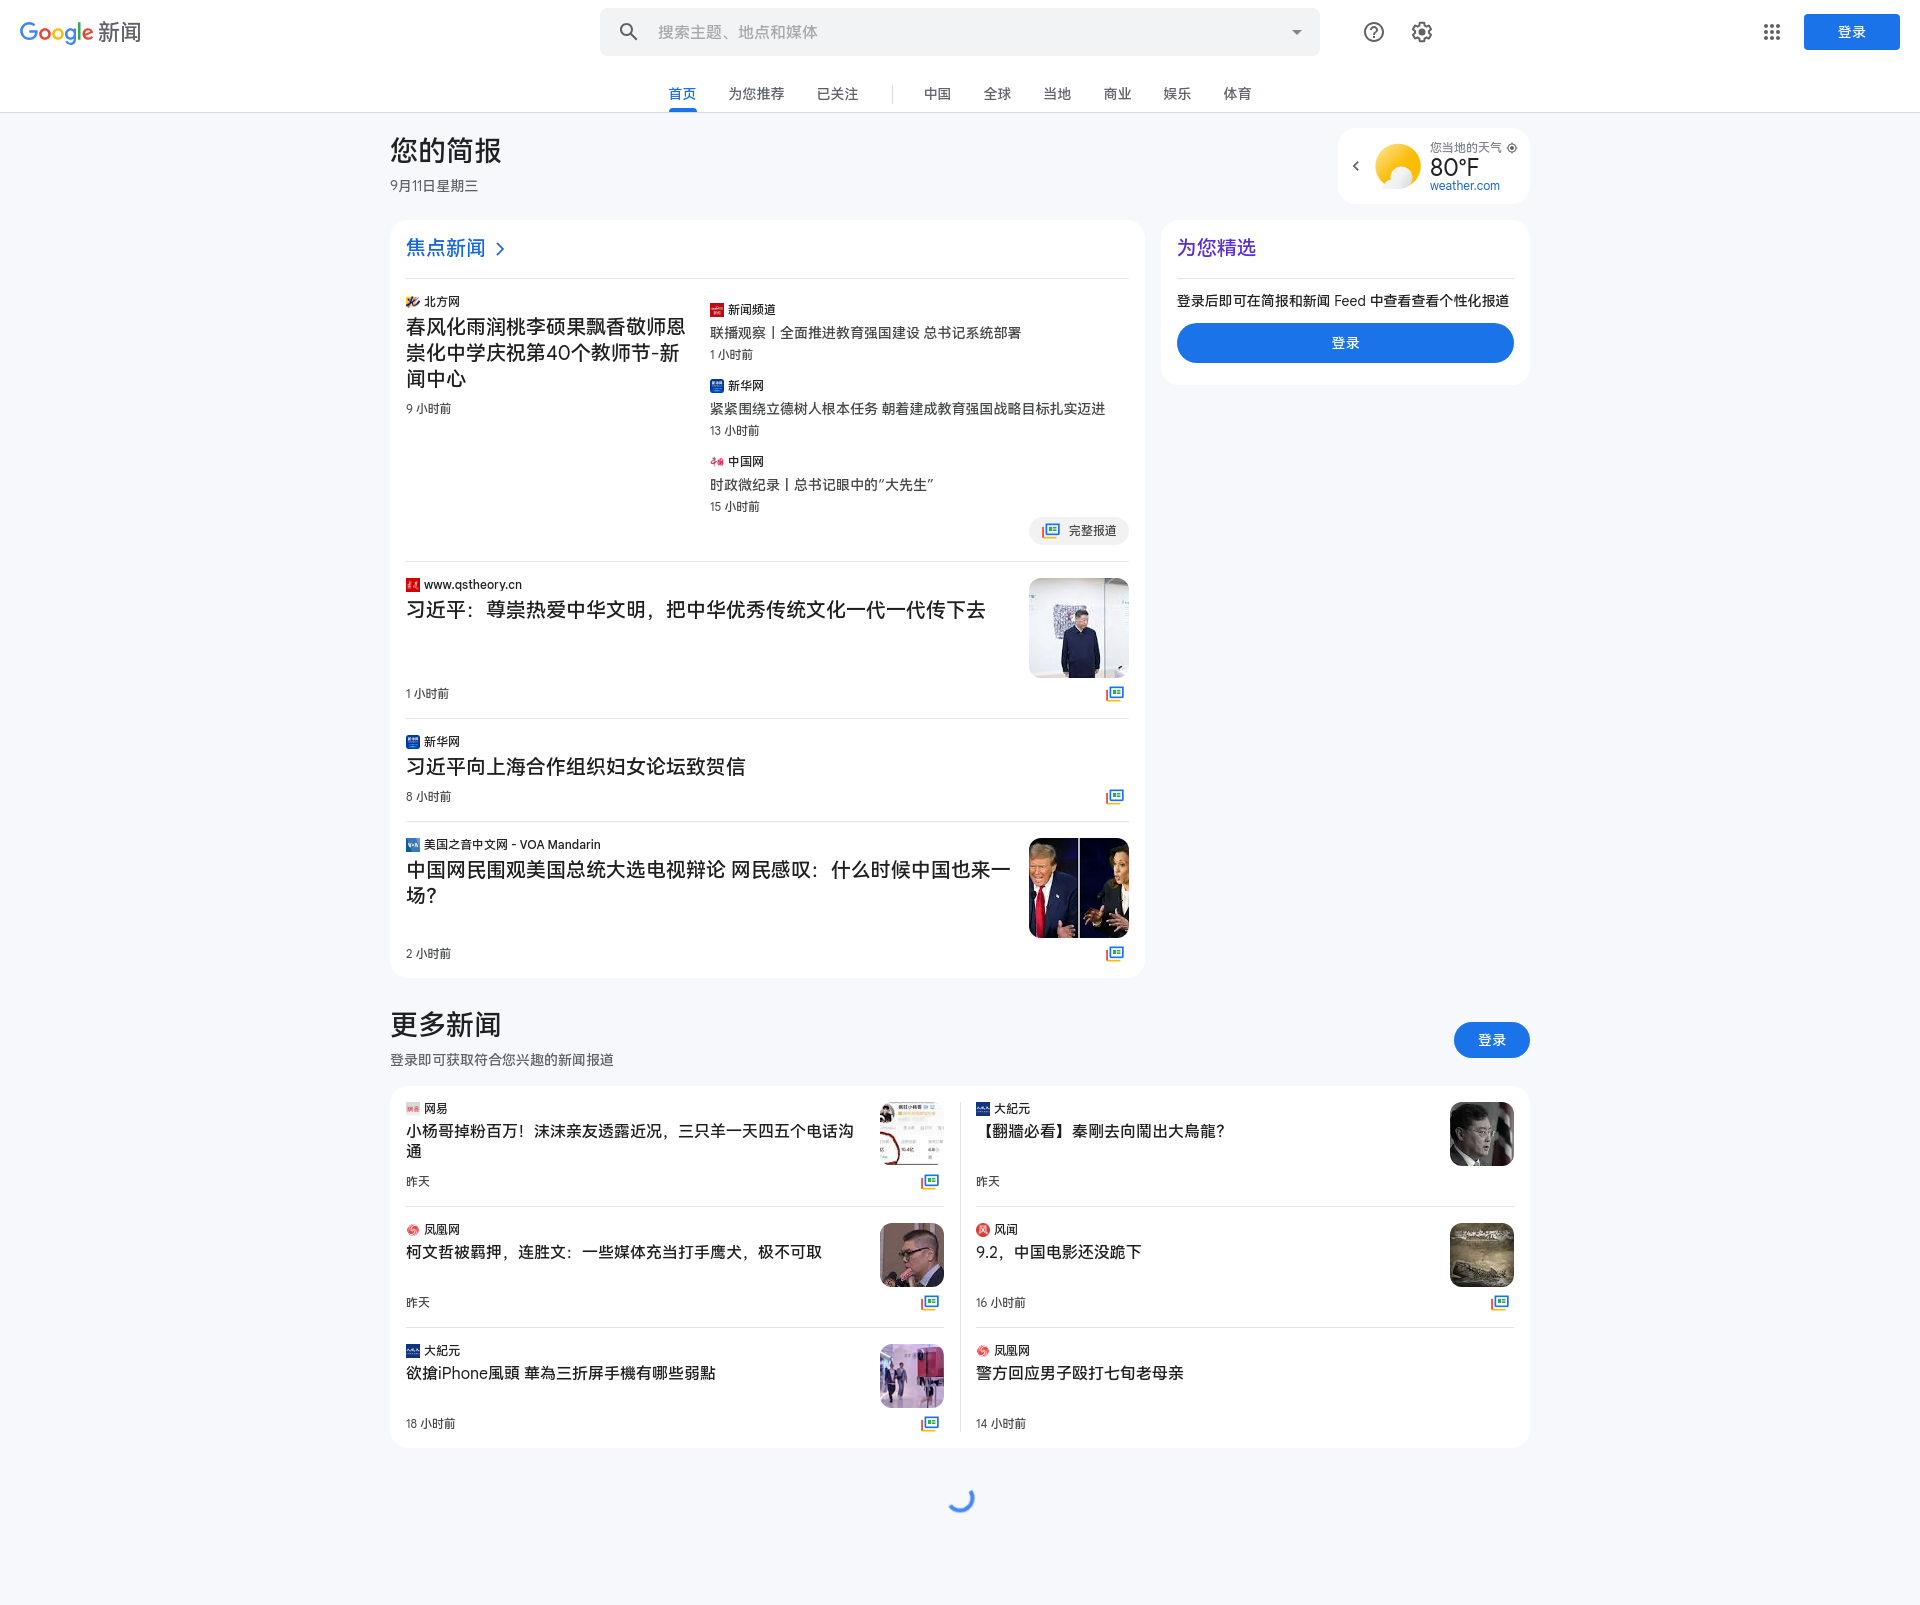 Google 新闻
搜索主题、地点和媒体
登录
首页
为您推荐
已关注
中国
全球
当地
商业
娱乐
体育
您的简报
9月11日星期三
您当地的天气
80°F
weather.com
焦点新闻
北方网
春风化雨润桃李硕果飘香敬师恩
崇化中学庆祝第40个教师节-新
闻中心
9 小时前
新闻频道
联播观察丨全面推进教育强国建设 总书记系统部署
1 小时前
新华网
紧紧围绕立德树人根本任务 朝着建成教育强国战略目标扎实迈进
13 小时前
中国网
时政微纪录丨总书记眼中的“大先生”
15 小时前
完整报道
www.qstheory.cn
习近平：尊崇热爱中华文明，把中华优秀传统文化一代一代传下去
1 小时前
新华网
习近平向上海合作组织妇女论坛致贺信
8 小时前
美国之音中文网 - VOA Mandarin
中国网民围观美国总统大选电视辩论 网民感叹：什么时候中国也来一
场？
2 小时前
为您精选
登录后即可在简报和新闻 Feed 中查看查看个性化报道
登录
更多新闻
登录即可获取符合您兴趣的新闻报道
登录
网易
小杨哥掉粉百万！沫沫亲友透露近况，三只羊一天四五个电话沟
通
昨天
凤凰网
柯文哲被羁押，连胜文：一些媒体充当打手鹰犬，极不可取
昨天
大紀元
欲搶iPhone風頭 華為三折屏手機有哪些弱點
18 小时前
大紀元
【翻牆必看】秦剛去向鬧出大烏龍？
昨天
风闻
9.2，中国电影还没跪下
16 小时前
凤凰网
警方回应男子殴打七旬老母亲
14 小时前